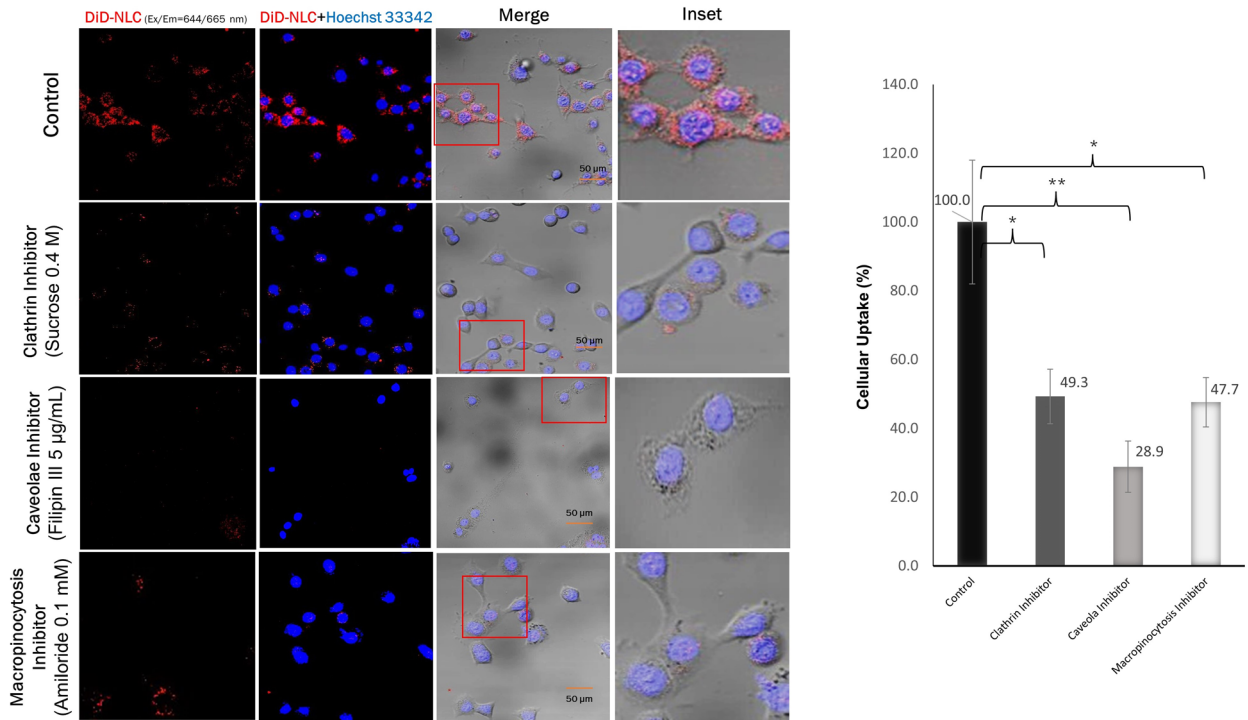 DiD-NLC (Ex/Em=644/665 nm)
DiD-NLC+Hoechst 33342
Merge
Inset
Control
50 µm
Clathrin Inhibitor
(Sucrose 0.4 M)
50 µm
Caveolae Inhibitor
(Filipin III 5 µg/mL)
50 µm
Macropinocytosis
Inhibitor
(Amiloride 0.1 mM)
50 µm
Cellular Uptake (%)
140.0
120.0
100.0
80.0
60.0
40.0
20.0
0.0
*
**
*
100.0
49.3
28.9
47.7
Control
Clathrin Inhibitor
Caveola Inhibitor
Macropinocytosis Inhibitor